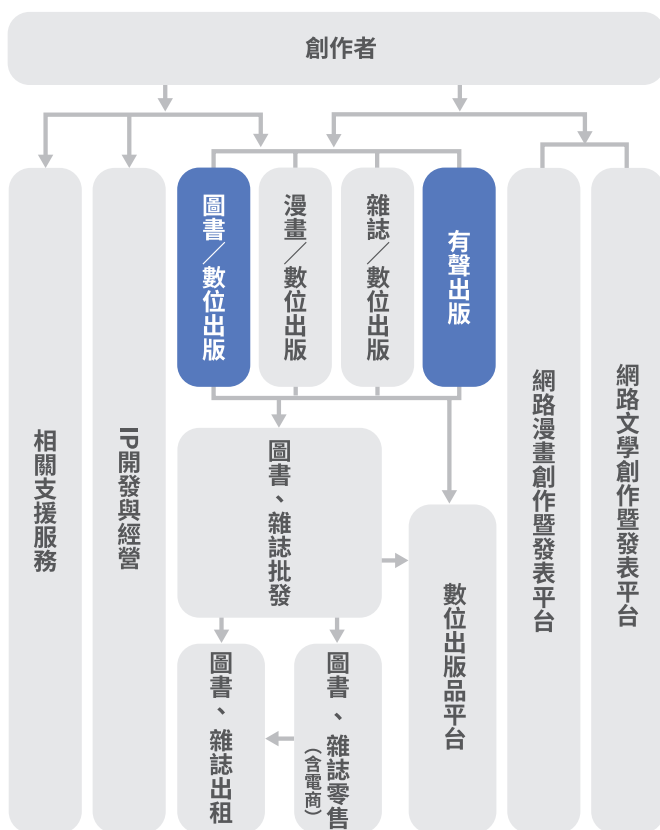 創作者
相關支援服務
IP開發與經營
圖書／數位出版
漫畫／數位出版
雜誌／數位出版
有聲出版
網路漫畫創作暨發表平台
網路文學創作暨發表平台
圖書、雜誌批發
數位出版品平台
圖書、雜誌出租
圖書、雜誌零售
（含電商）